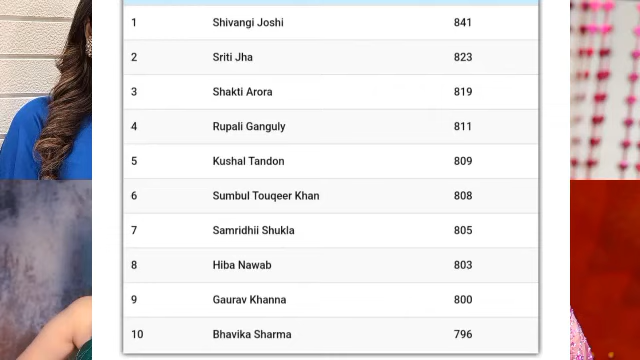 1 Shivangi Joshi 841
2 Sriti Jha 823
3 Shakti Arora 819
4 Rupali Ganguly 811
5 Kushal Tandon 809
6 Sumbul Touqeer Khan 808
7 Samridhii Shukla 805
8 Hiba Nawab 803
9 Gaurav Khanna 800
10 Bhavika Sharma 796